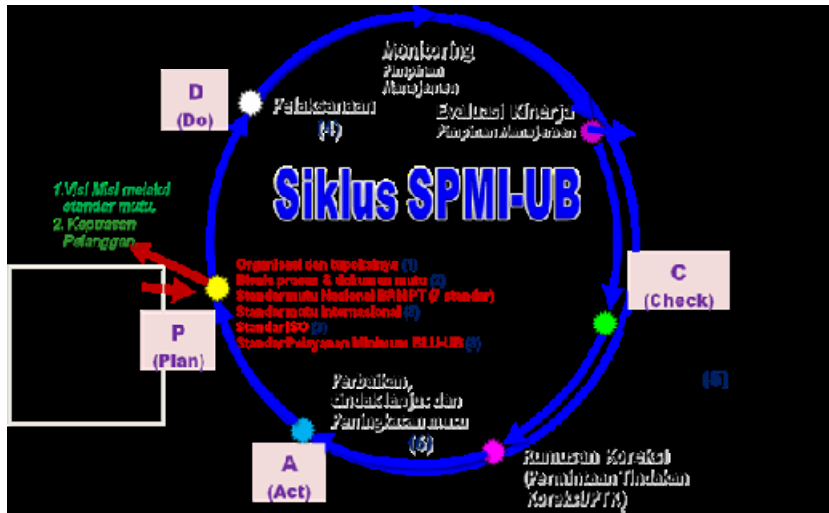 Monitoring
Pimpinan
Manajemen
D
(Do)
Pelaksanaan
(4)
Evaluasi Kinerja
Pimpinan Manajemen
Siklus SPMI-UB
1.Visi Misi melalui
standar mutu.
2. Kepuasan
Pelanggan
Organisasi dan tupoksinya (1)
Bisnis proses & dokumen mutu (2)
Standar mutu Nasional BAN-PT (7 standar)
Standar mutu Internasional (3)
Standar ISO (3)
Standar Pelayanan Minimum BLU-UB (3)
C
(Check)
P
(Plan)
(5)
Perbaikan,
tindak lanjut dan
Peningkatan mutu
(6)
A
(Act)
Rumusan Koreksi
(Permintaan Tindakan
Koreksi/PTK)